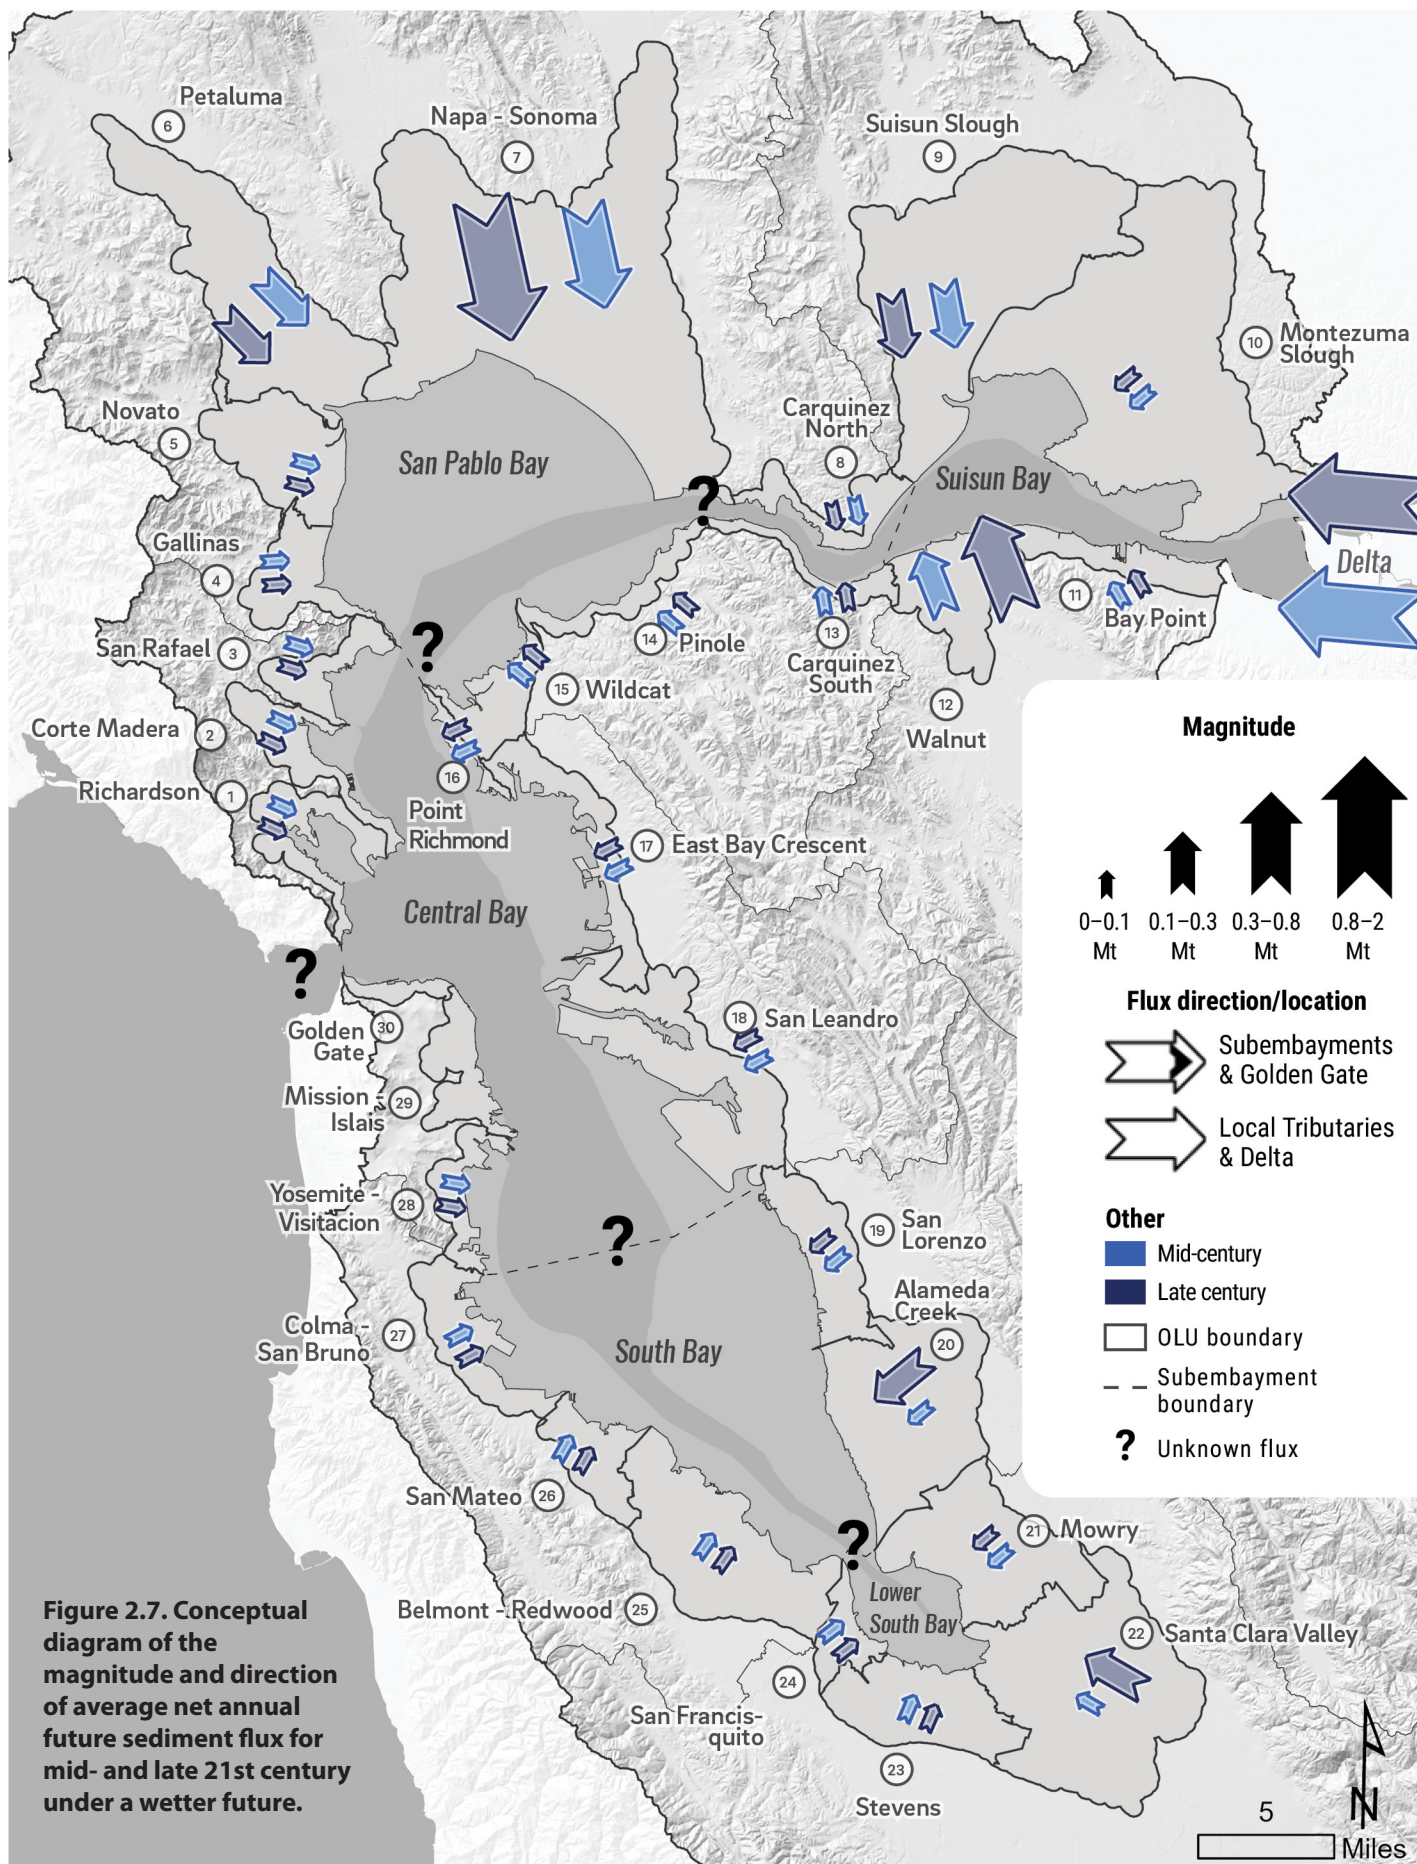 Petaluma
6
Napa - Sonoma
7
Suisun Slough
9
10
Montezuma
Slough
Novato
5
San Pablo Bay
Carquinez
North
8
Suisun Bay
?
Delta
Gallinas
4
11
Bay Point
San Rafael
3
?
14
Pinole
13
Carquinez
South
15
Wildcat
12
Walnut
Corte Madera
2
16
Point
Richmond
Richardson
1
17
East Bay Crescent
Central Bay
?
18
San Leandro
Golden
Gate
30
Mission -
Islais
29
Yosemite -
Visitacion
28
?
19
San
Lorenzo
Alameda
Creek
20
Colma -
San Bruno
27
South Bay
San Mateo
26
?
21
Mowry
Lower
South Bay
Belmont - Redwood
25
22
Santa Clara Valley
24
San Francis-
quito
23
Stevens
Magnitude
0–0.1
Mt
0.1–0.3
Mt
0.3–0.8
Mt
0.8–2
Mt
Flux direction/location
Subembayments
& Golden Gate
Local Tributaries
& Delta
Other
Mid-century
Late century
OLU boundary
Subembayment
boundary
? Unknown flux
Figure 2.7. Conceptual
diagram of the
magnitude and direction
of average net annual
future sediment flux for
mid- and late 21st century
under a wetter future.
N
5
Miles